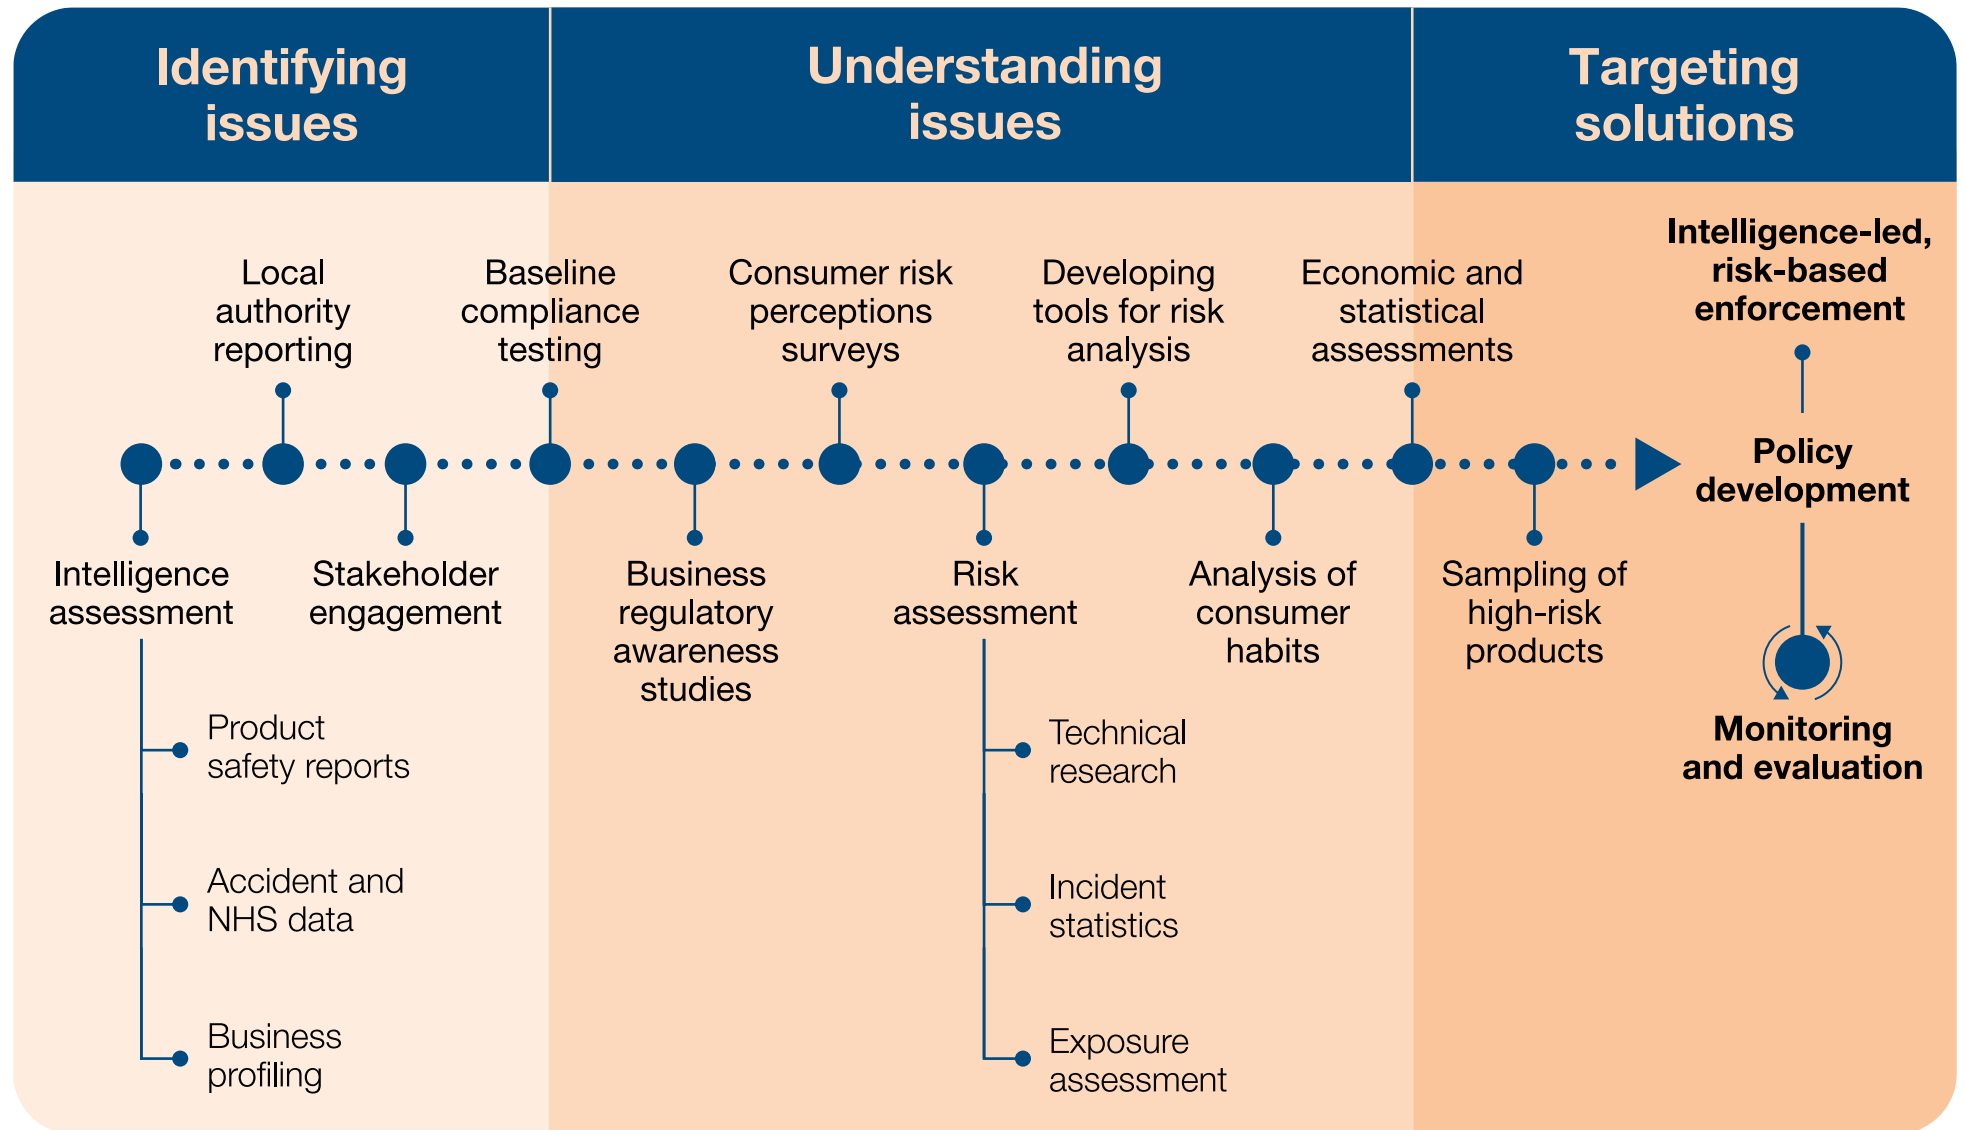 Identifying
issues
Understanding
issues
Targeting
solutions
Local
authority
reporting
Baseline
compliance
testing
Consumer risk
perceptions
surveys
Developing
tools for risk
analysis
Economic and
statistical
assessments
Intelligence-led,
risk-based
enforcement
Policy
development
Intelligence
assessment
Stakeholder
engagement
Business
regulatory
awareness
studies
Risk
assessment
Analysis of
consumer
habits
Sampling of
high-risk
products
Monitoring
and evaluation
Product
safety reports
Accident and
NHS data
Business
profiling
Technical
research
Incident
statistics
Exposure
assessment